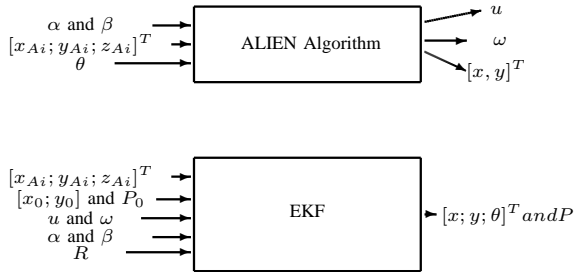 α and β
[x_{Ai}; y_{Ai}; z_{Ai}]^T
θ
ALIEN Algorithm
u
ω
[x, y]^T
[x_{Ai}; y_{Ai}; z_{Ai}]^T
[x_0; y_0] and P_0
u and ω
α and β
R
EKF
[x; y; θ]^T andP